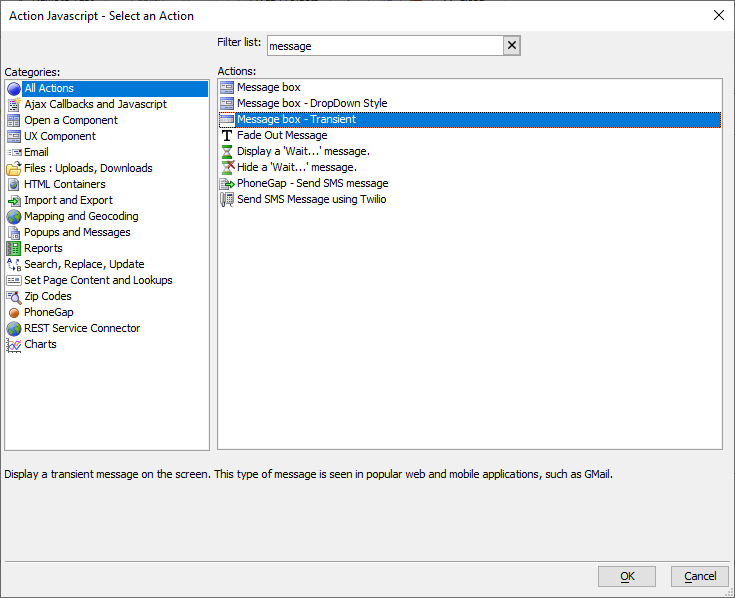 Action Javascript - Select an Action
Filter list: message
Categories:
All Actions
Ajax Callbacks and Javascript
Open a Component
UX Component
Email
Files : Uploads, Downloads
HTML Containers
Import and Export
Mapping and Geocoding
Popups and Messages
Reports
Search, Replace, Update
Set Page Content and Lookups
Zip Codes
PhoneGap
REST Service Connector
Charts
Actions:
Message box
Message box - DropDown Style
Message box - Transient
Fade Out Message
Display a 'Wait...' message.
Hide a 'Wait...' message.
PhoneGap - Send SMS message
Send SMS Message using Twilio
Display a transient message on the screen. This type of message is seen in popular web and mobile applications, such as GMail.
OK
Cancel